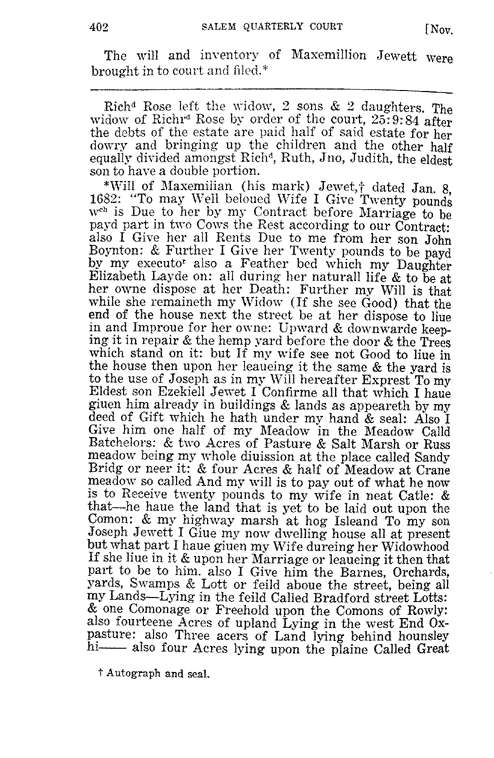 402 SALEM QUARTERLY COURT [Nov.
The will and inventory of Maxemillion Jewett were
brought in to court and filed.*
Richᵈ Rose left the widow, 2 sons & 2 daughters. The
widow of Richrᵈ Rose by order of the court, 25:9:84 after
the debts of the estate are paid half of said estate for her
dowry and bringing up the children and the other half
equally divided amongst Richᵈ, Ruth, Jno, Judith, the eldest
son to have a double portion.
*Will of Maxemilian (his mark) Jewet,† dated Jan. 8,
1682: "To may Well beloued Wife I Give Twenty pounds
wᶜʰ is Due to her by my Contract before Marriage to be
payd part in two Cows the Rest according to our Contract:
also I Give her all Rents Due to me from her son John
Boynton: & Further I Give her Twenty pounds to be payd
by my executoʳ also a Feather bed which my Daughter
Elizabeth Layde on: all during her naturall life & to be at
her owne dispose at her Death: Further my Will is that
while she remaineth my Widow (If she see Good) that the
end of the house next the street be at her dispose to liue
in and Improue for her owne: Upward & downwarde keep-
ing it in repair & the hemp yard before the door & the Trees
which stand on it: but If my wife see not Good to liue in
the house then upon her leaueing it the same & the yard is
to the use of Joseph as in my Will hereafter Exprest To my
Eldest son Ezekiell Jewet I Confirme all that which I haue
giuen him already in buildings & lands as appeareth by my
deed of Gift which he hath under my hand & seal: Also I
Give him one half of my Meadow in the Meadow Calld
Batchelors: & two Acres of Pasture & Salt Marsh or Russ
meadow being my whole diuission at the place called Sandy
Bridg or neer it: & four Acres & half of Meadow at Crane
meadow so called And my will is to pay out of what he now
is to Receive twenty pounds to my wife in neat Catle: &
that—he haue the land that is yet to be laid out upon the
Comon: & my highway marsh at hog Isleand To my son
Joseph Jewett I Giue my now dwelling house all at present
but what part I haue giuen my Wife dureing her Widowhood
If she liue in it & upon her Marriage or leaueing it then that
part to be to him. also I Give him the Barnes, Orchards,
yards, Swamps & Lott or feild aboue the street, being all
my Lands—Lying in the feild Called Bradford street Lotts:
& one Comonage or Freehold upon the Comons of Rowly:
also fourteene Acres of upland Lying in the west End Ox-
pasture: also Three acers of Land lying behind hounsley
hi—— also four Acres lying upon the plaine Called Great
† Autograph and seal.